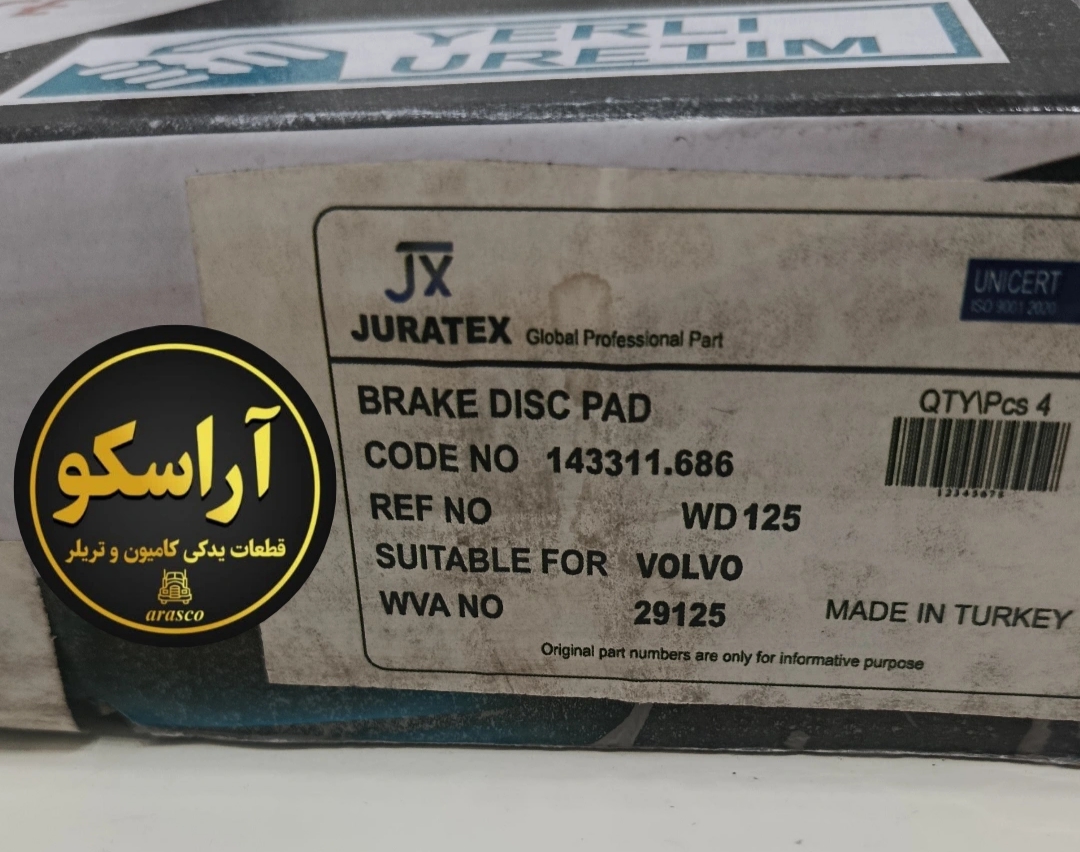 YERLİ
ÜRETİM
JX
JURATEX Global Professional Part
UNICERT
ISO 9001 2020
BRAKE DISC PAD
QTY\Pcs 4
CODE NO 143311.686
12345678
REF NO WD 125
SUITABLE FOR VOLVO
WVA NO 29125
MADE IN TURKEY
Original part numbers are only for informative purpose
آراسکو
قطعات یدکی کامیون و تریلر
arasco